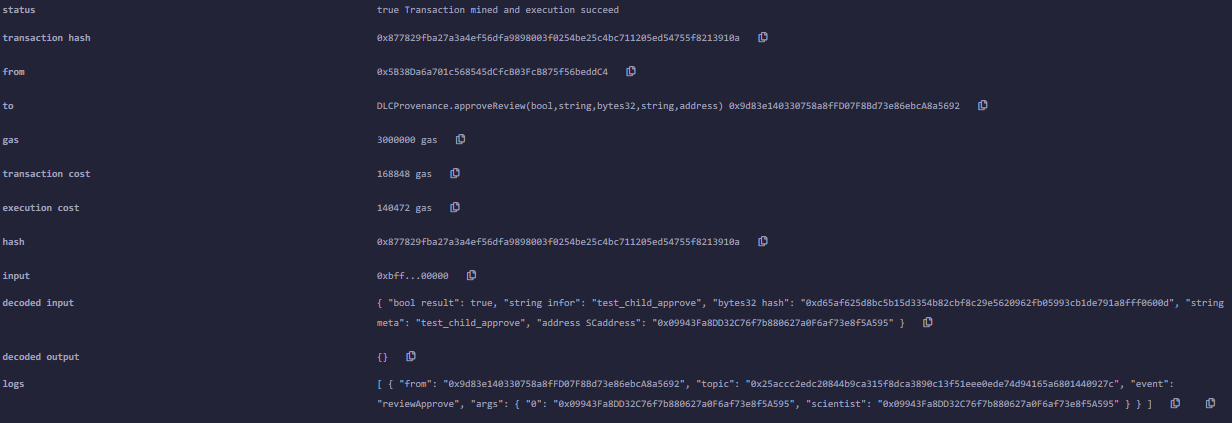 status true Transaction mined and execution succeed
transaction hash 0x877829fba27a3a4ef56dfa9898003f0254be25c4bc711205ed54755f8213910a
from 0x5B38Da6a701c568545dCfcB03FcB875f56beddC4
to DLCProvenance.approveReview(bool,string,bytes32,string,address) 0x9d83e140330758a8fFD07F8Bd73e86ebcA8a5692
gas 3000000 gas
transaction cost 168848 gas
execution cost 140472 gas
hash 0x877829fba27a3a4ef56dfa9898003f0254be25c4bc711205ed54755f8213910a
input 0xbff...00000
decoded input { "bool result": true, "string infor": "test_child_approve", "bytes32 hash": "0xd65af625d8bc5b15d3354b82cbf8c29e5620962fb05993cb1de791a8fff0600d", "string
meta": "test_child_approve", "address SCaddress": "0x09943Fa8DD32C76f7b880627a0F6af73e8f5A595" }
decoded output {}
logs [ { "from": "0x9d83e140330758a8fFD07F8Bd73e86ebcA8a5692", "topic": "0x25accc2edc20844b9ca315f8dca3890c13f51eee0ede74d94165a6801440927c", "event":
"reviewApprove", "args": { "0": "0x09943Fa8DD32C76f7b880627a0F6af73e8f5A595", "scientist": "0x09943Fa8DD32C76f7b880627a0F6af73e8f5A595" } } ]